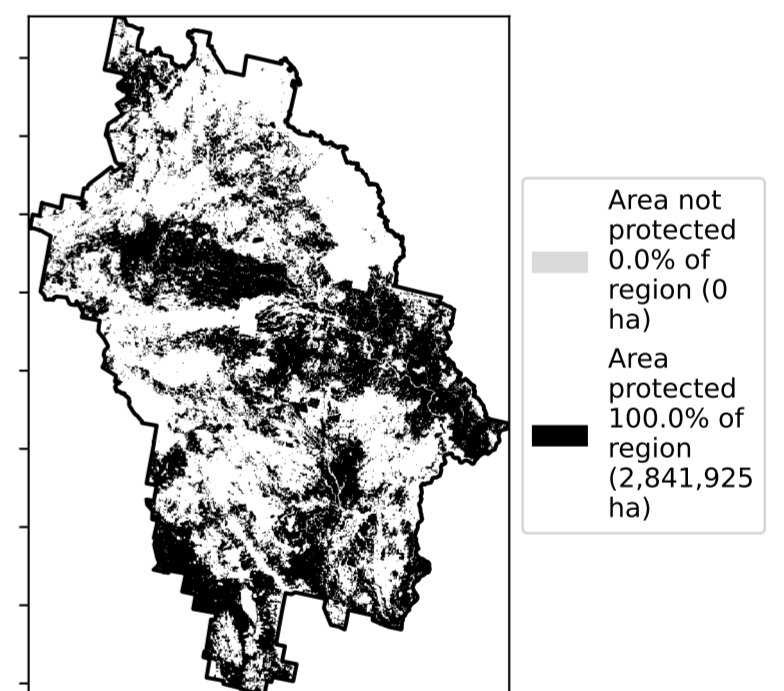 Area not
protected
0.0% of
region (0
ha)
Area
protected
100.0% of
region
(2,841,925
ha)